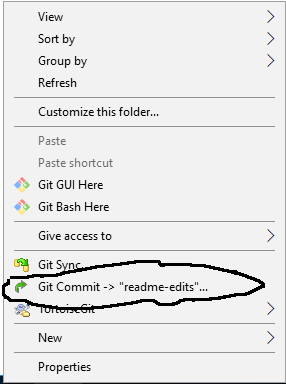 View
Sort by
Group by
Refresh
Customize this folder...
Paste
Paste shortcut
Git GUI Here
Git Bash Here
Give access to
Git Sync...
Git Commit -> "readme-edits"...
TortoiseGit
New
Properties